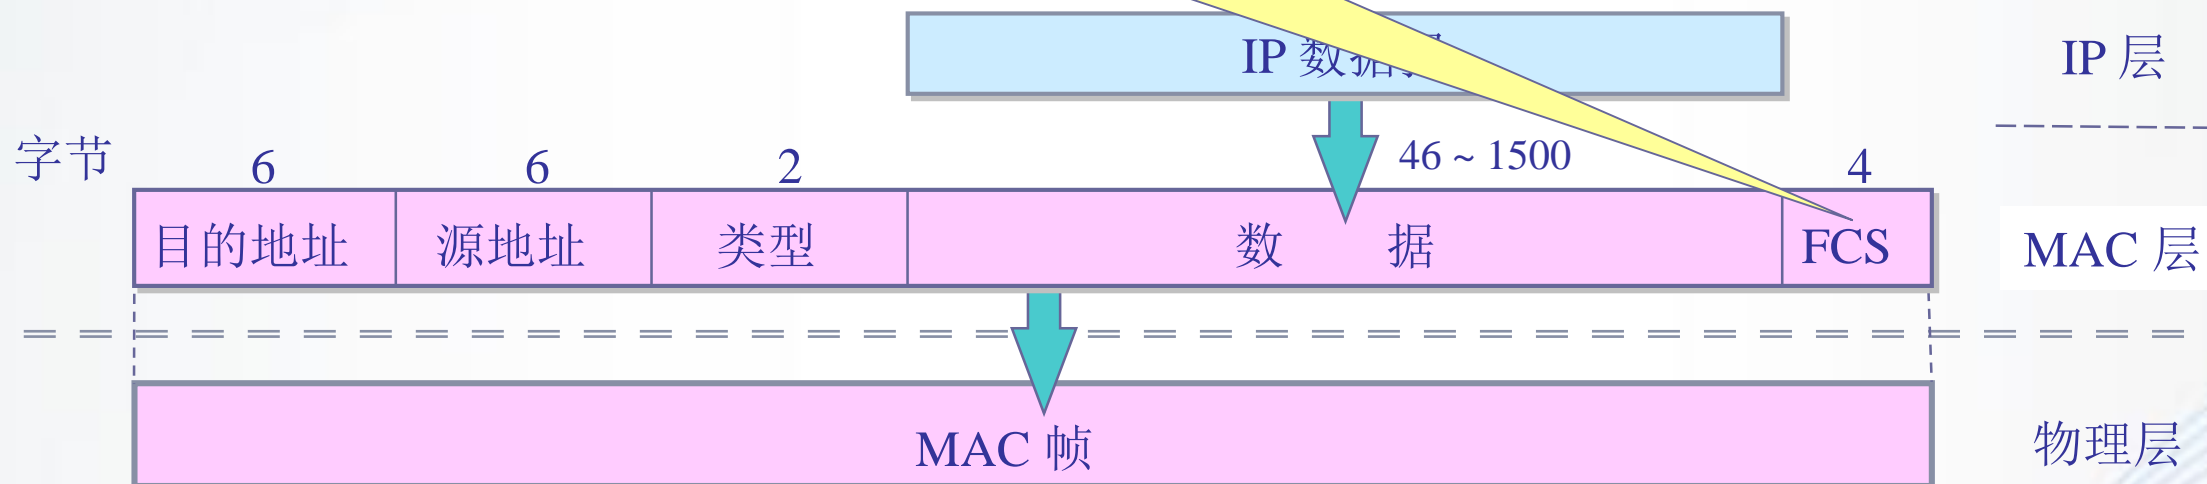 IP 数据
IP 层
字节
6
6
2
46 ~ 1500
4
目的地址
源地址
类型
数 据
FCS
MAC 层
MAC 帧
物理层